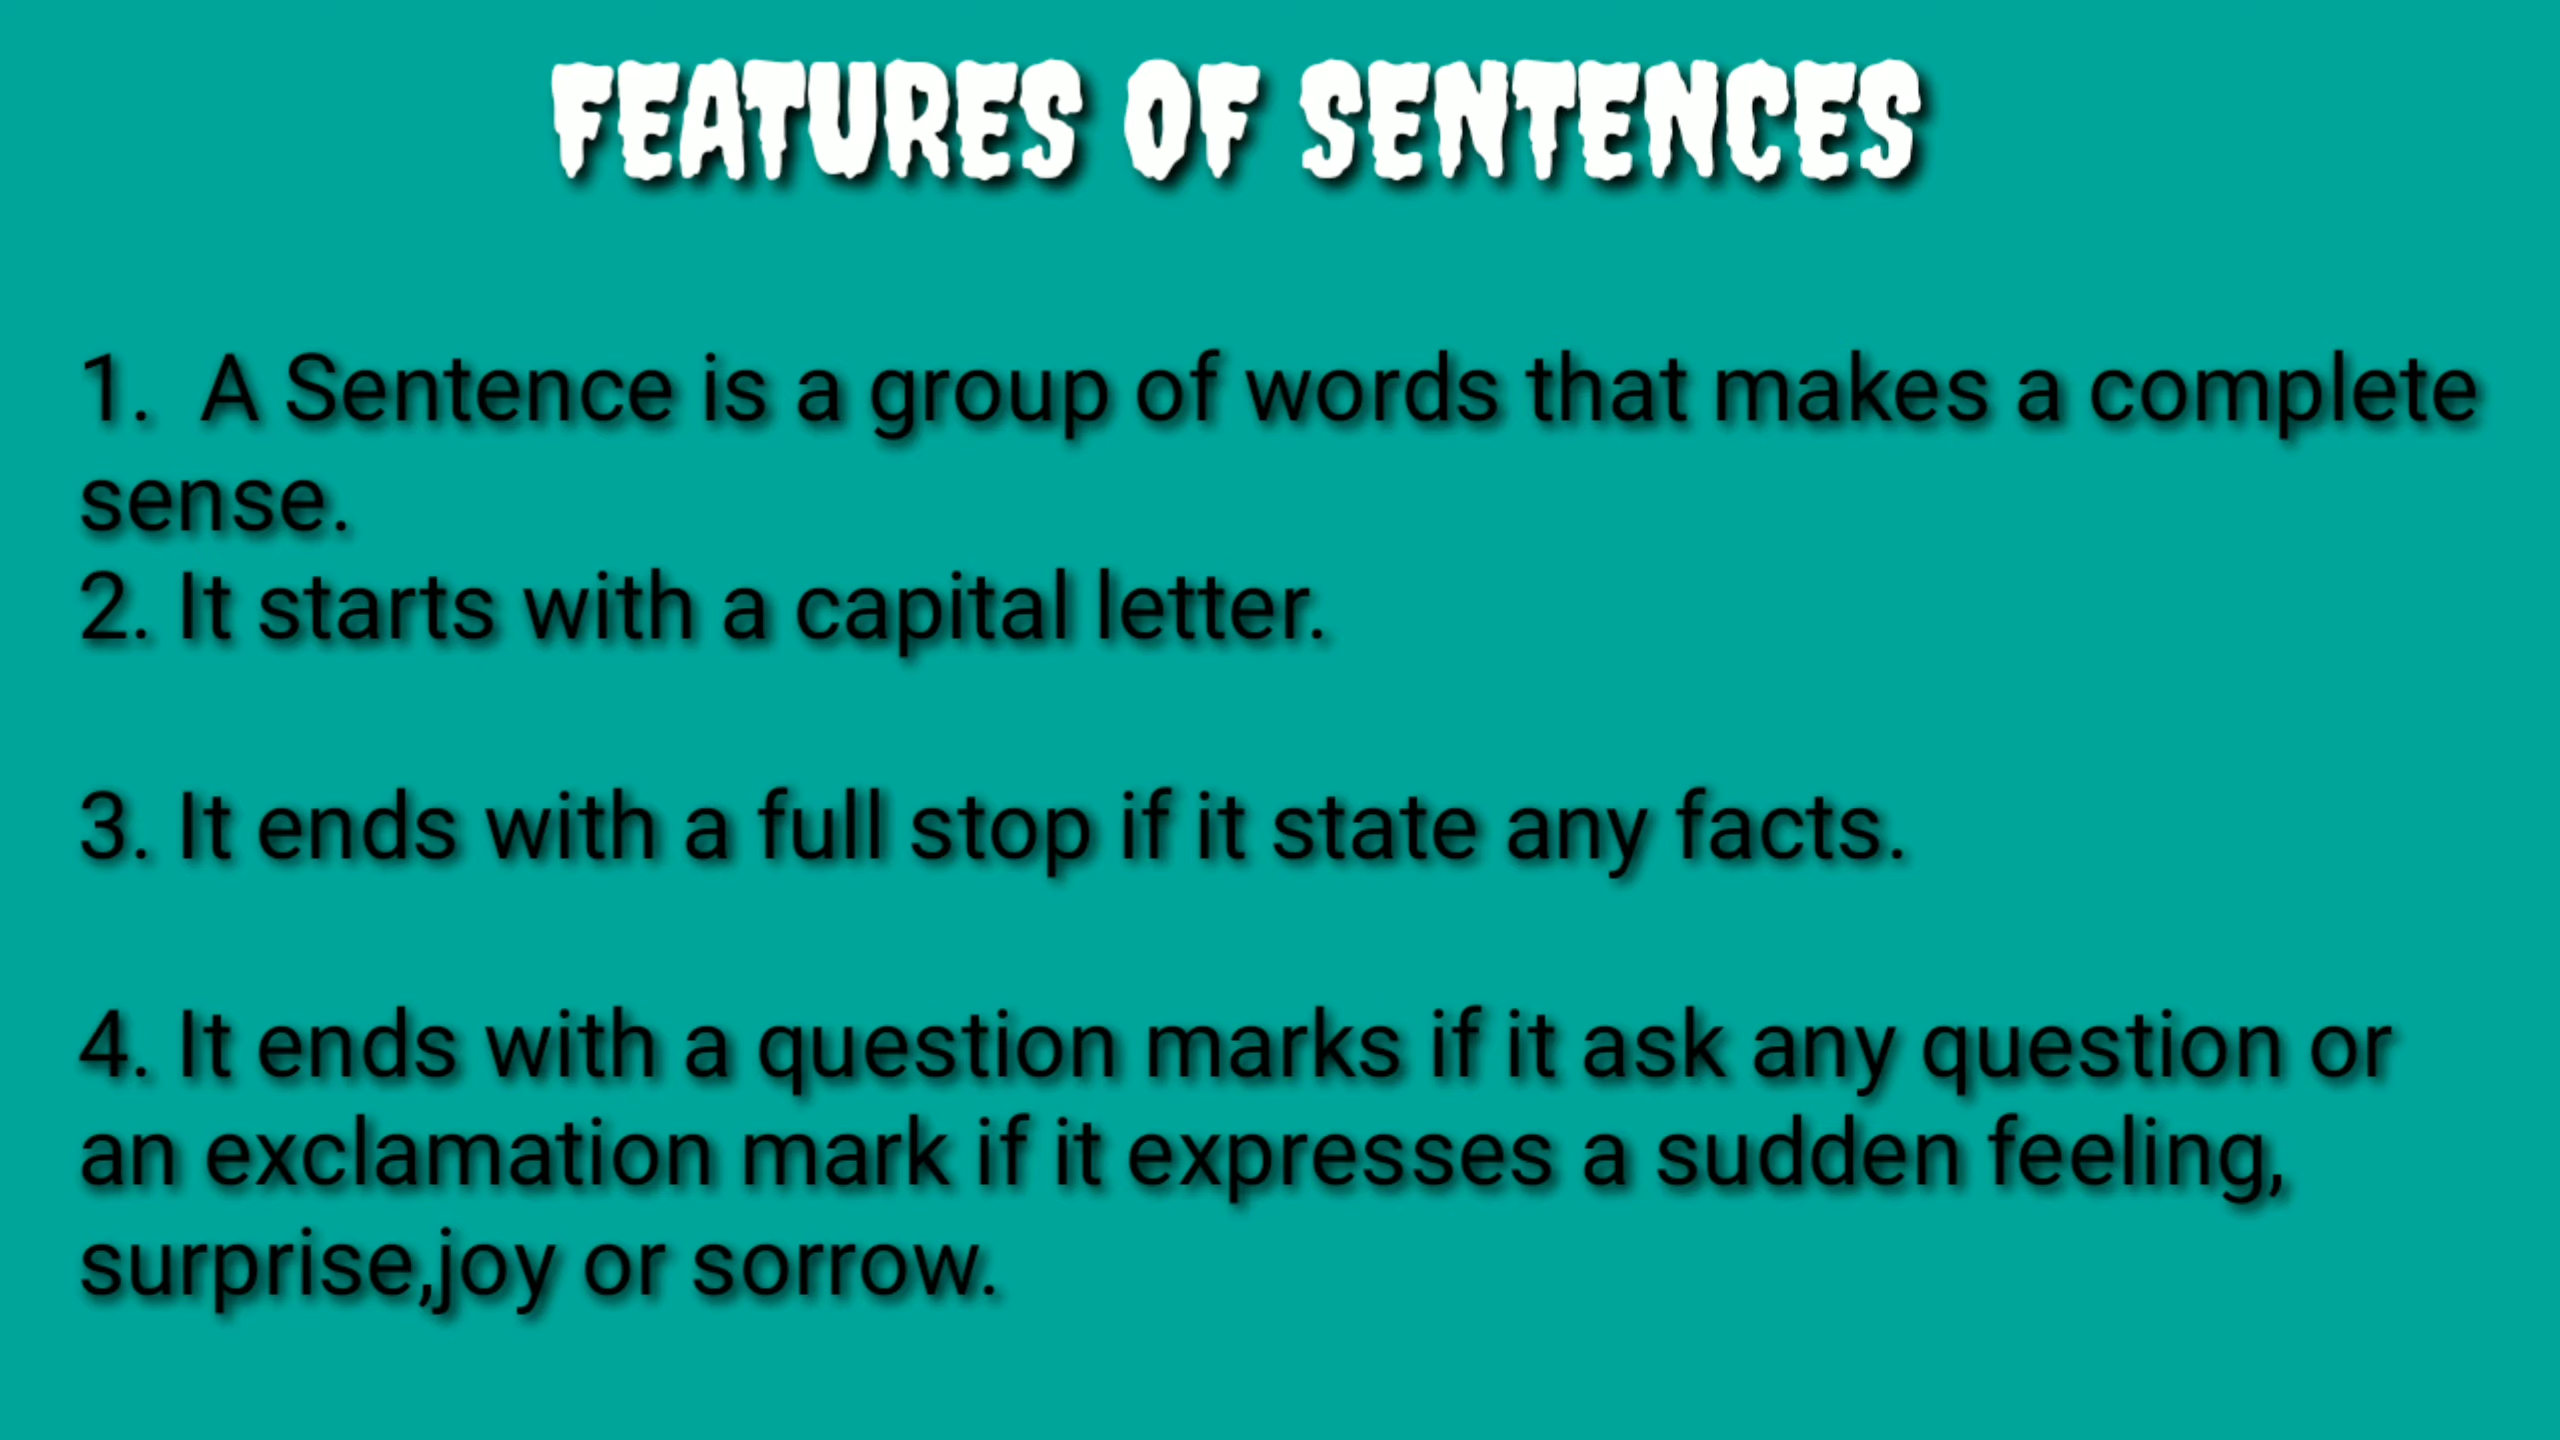 FEATURES OF SENTENCES
1. A Sentence is a group of words that makes a complete
sense.
2. It starts with a capital letter.
3. It ends with a full stop if it state any facts.
4. It ends with a question marks if it ask any question or
an exclamation mark if it expresses a sudden feeling,
surprise,joy or sorrow.